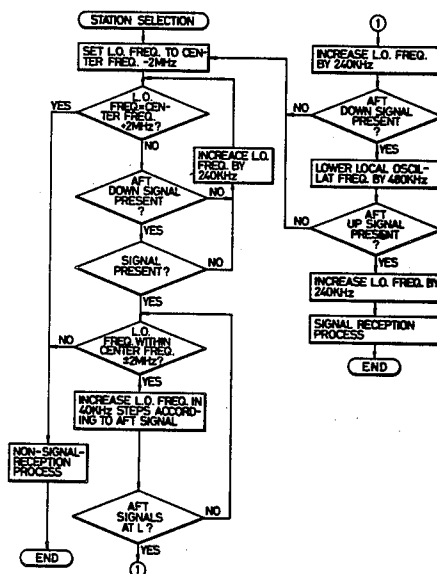 STATION SELECTION
SET L.O. FREQ. TO CEN-
TER FREQ. -2MHz
L.O.
FREQ.=CEN-
TER FREQ.
+2MHz?
YES
NO
INCREACE L.O.
FREQ. BY
240KHz
AFT
DOWN SIGNAL
PRESENT
?
NO
YES
SIGNAL
PRESENT?
NO
YES
L.O.
FREQ. WITHIN
CENTER FREQ.
±2MHz?
NO
YES
INCREASE L.O. FREQ. IN
40KHz STEPS ACCORD-
ING TO AFT SIGNAL
NON-SIGNAL-
RECEPTION
PROCESS
END
AFT
SIGNALS
AT L ?
NO
YES
1
1
INCREASE L.O. FREQ.
BY 240KHz
AFT
DOWN SIGNAL
PRESENT
?
NO
YES
LOWER LOCAL OSCIL-
LAT FREQ. BY 480KHz
AFT
UP SIGNAL
PRESENT
?
NO
YES
INCREASE L.O. FREQ. BY
240KHz
SIGNAL RECEPTION
PROCESS
END